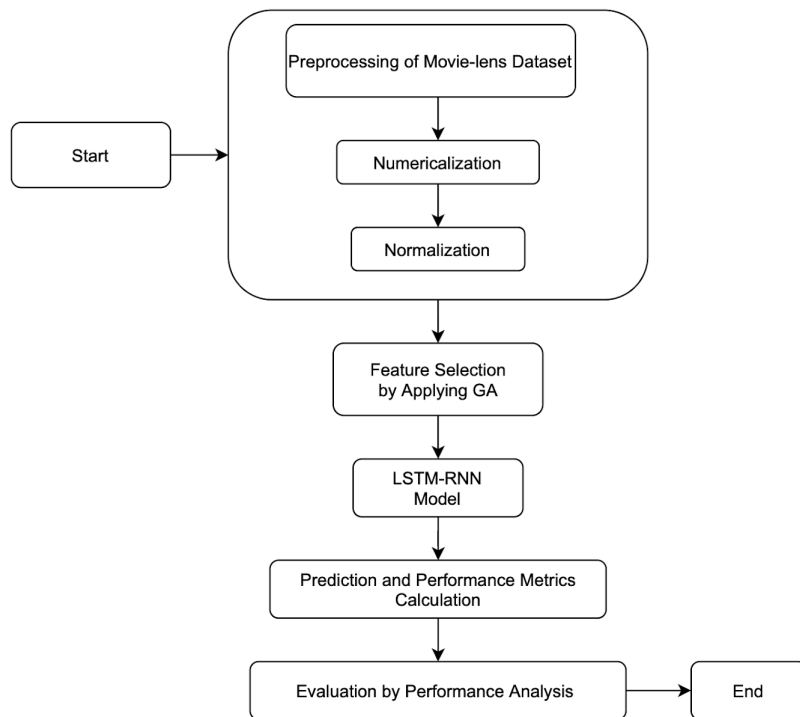 Preprocessing of Movie-lens Dataset
Start
Numericalization
Normalization
Feature Selection
by Applying GA
LSTM-RNN
Model
Prediction and Performance Metrics
Calculation
Evaluation by Performance Analysis
End